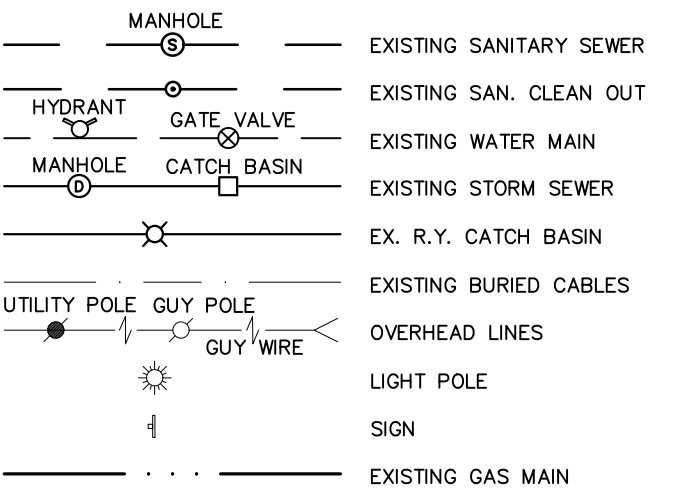 MANHOLE
S EXISTING SANITARY SEWER
EXISTING SAN. CLEAN OUT
HYDRANT GATE VALVE
EXISTING WATER MAIN
MANHOLE CATCH BASIN
D EXISTING STORM SEWER
EX. R.Y. CATCH BASIN
EXISTING BURIED CABLES
UTILITY POLE GUY POLE
OVERHEAD LINES
GUY WIRE
LIGHT POLE
SIGN
EXISTING GAS MAIN